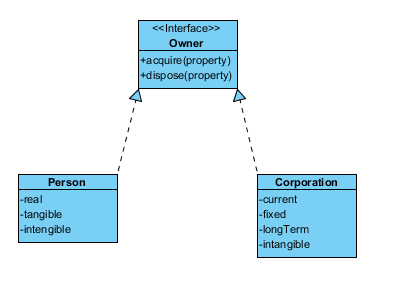 <<Interface>>
Owner
+acquire(property)
+dispose(property)
Person
-real
-tangible
-intengible
Corporation
-current
-fixed
-longTerm
-intangible